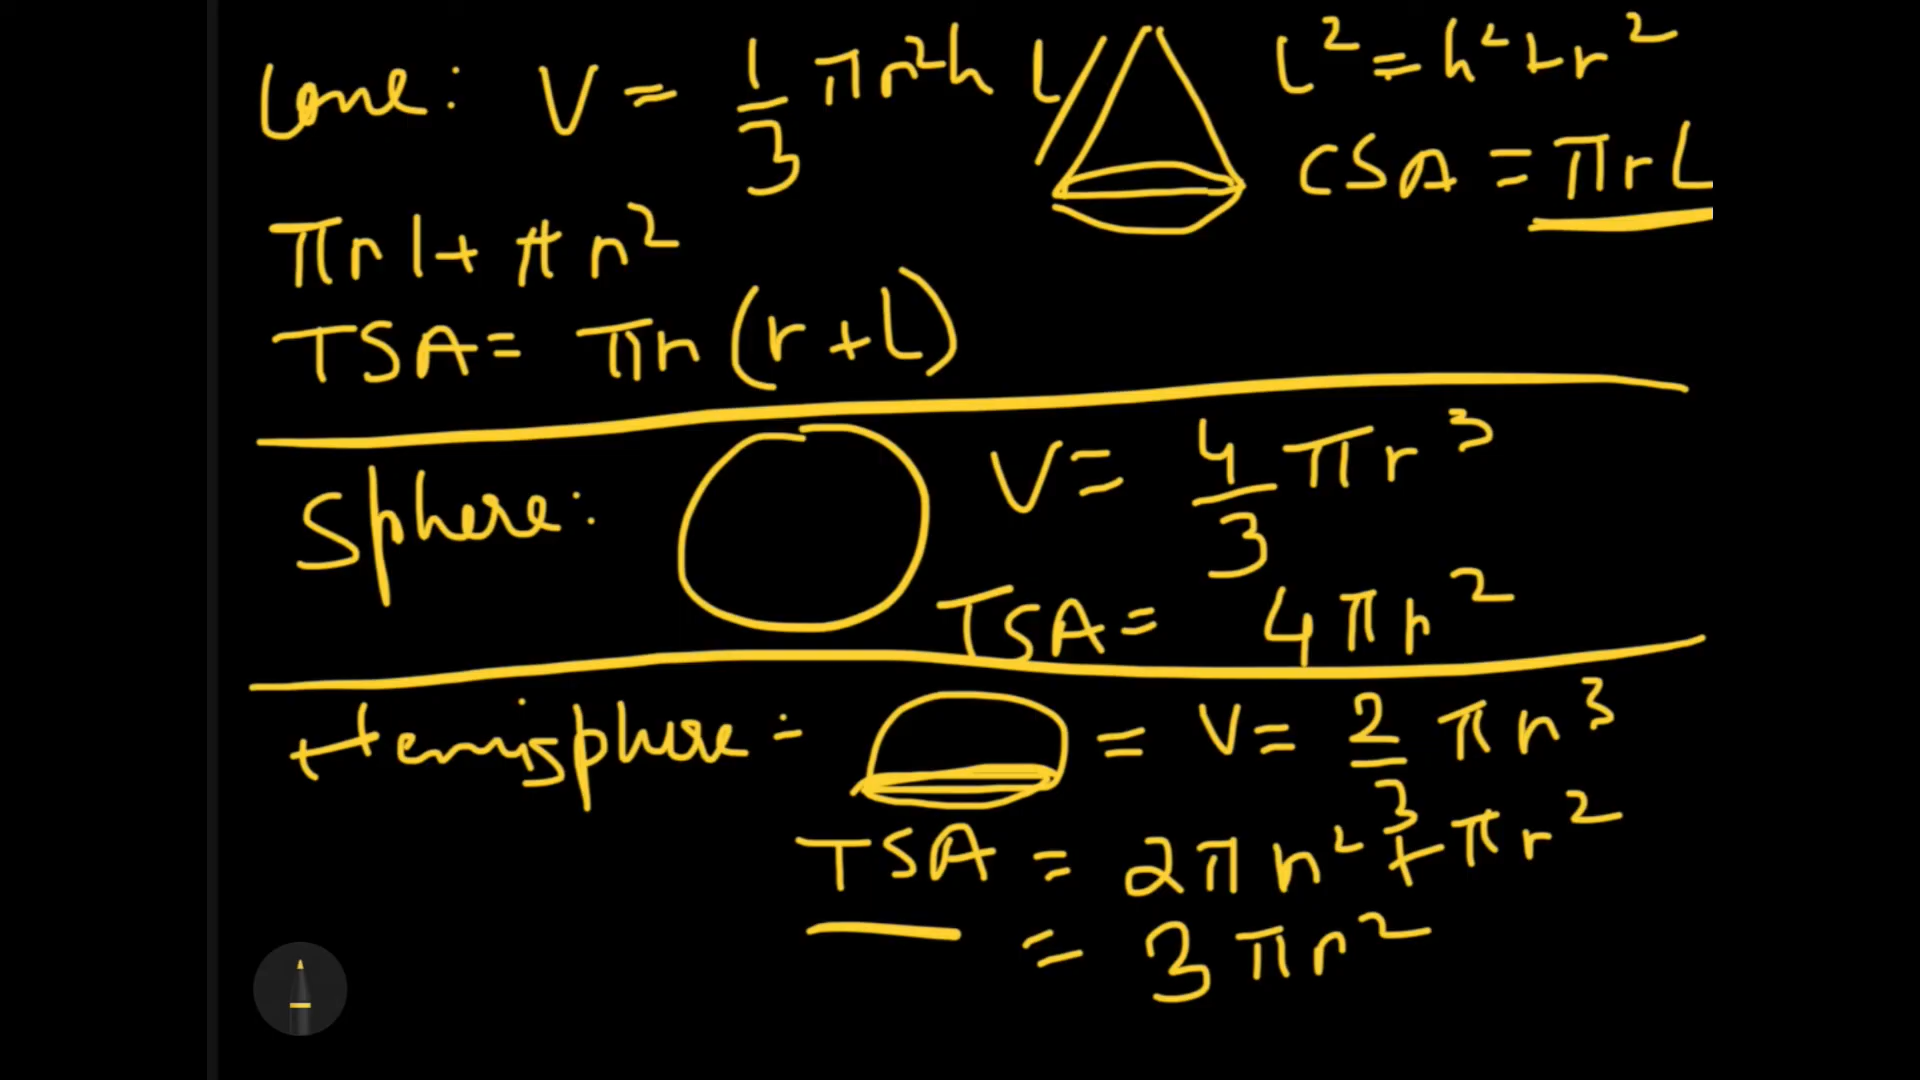 Cone: V = 1/3 πr²h L l² = h² + r²
CSA = πrL
πrl + πr²
TSA = πr(r + L)
Sphere: V = 4/3 πr³
TSA = 4πr²
Hemisphere = = V = 2/3 πr³
TSA = 2πr² + πr²
= 3πr²